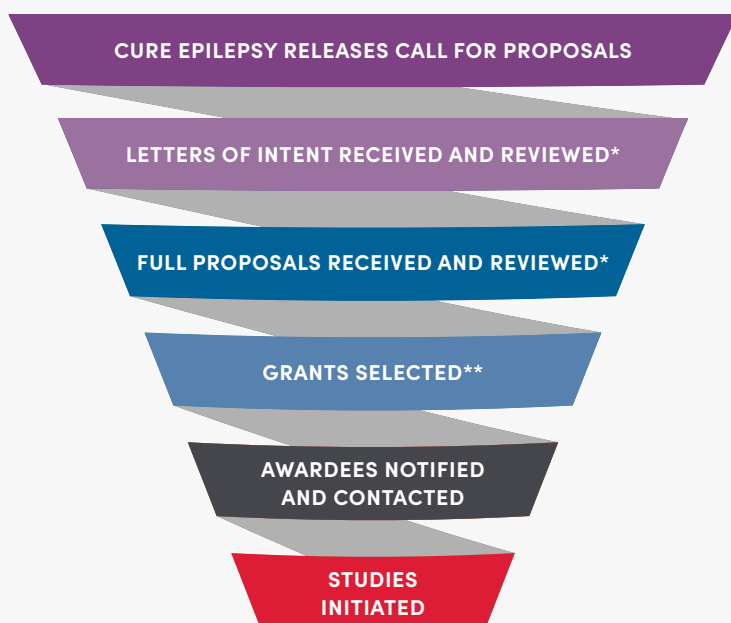 CURE EPILEPSY RELEASES CALL FOR PROPOSALS
LETTERS OF INTENT RECEIVED AND REVIEWED*
FULL PROPOSALS RECEIVED AND REVIEWED*
GRANTS SELECTED**
AWARDEES NOTIFIED
AND CONTACTED
STUDIES
INITIATED